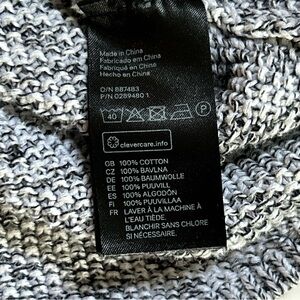 Made in China
Fabricado em China
Fabriqué en Chine
Hecho en China
O/N 887483
P/N 0289480 1
40
P
clevercare.info
GB 100% COTTON
CZ 100% BAVLNA
DE 100% BAUMWOLLE
EE 100% PUUVILL
ES 100% ALGODÓN
FI 100% PUUVILLAA
FR LAVER À LA MACHINE À
L'EAU TIÈDE.
BLANCHIR SANS CHLORE
SI NÉCESSAIRE.